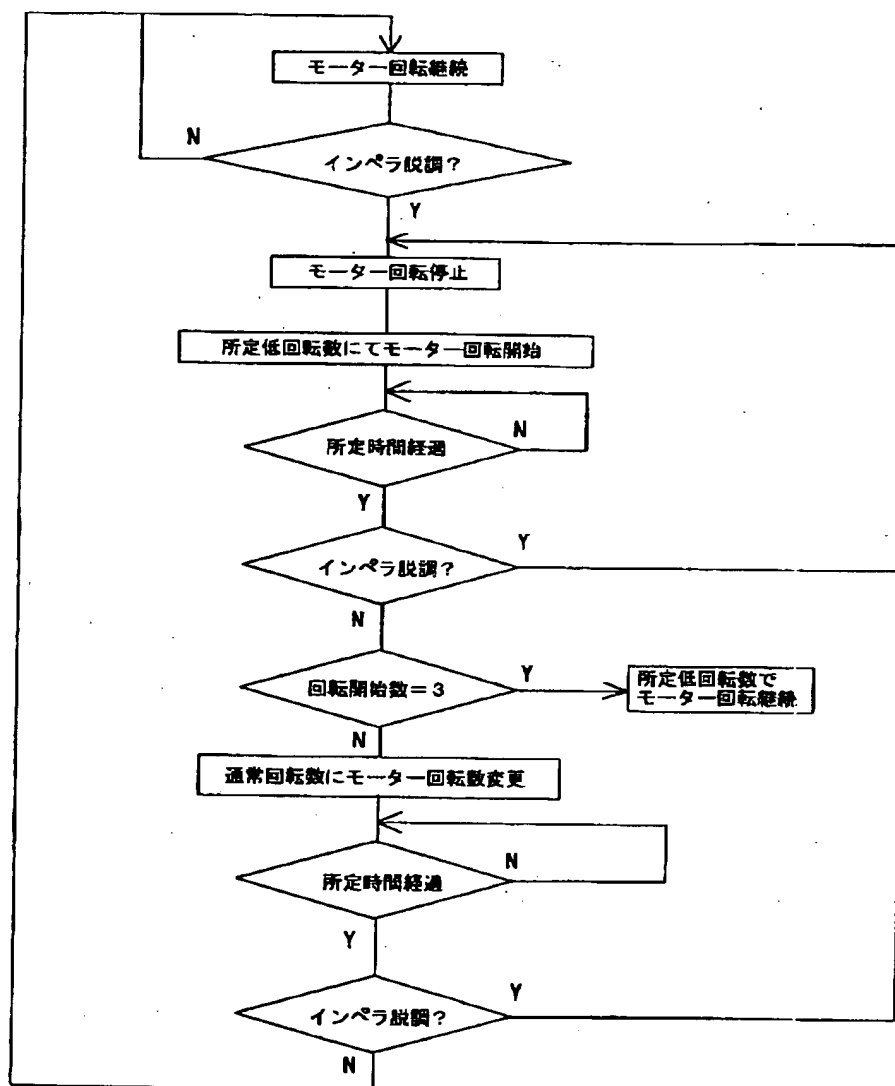 モーター回転継続
N
インペラ説調?
Y
モーター回転停止
所定低回転数にてモーター回転開始
所定時間経過
N
Y
インペラ説調?
Y
N
回転開始数=3
Y
所定低回転数で
モーター回転継続
N
通常回転数にモーター回転数変更
所定時間経過
N
Y
インペラ説調?
Y
N